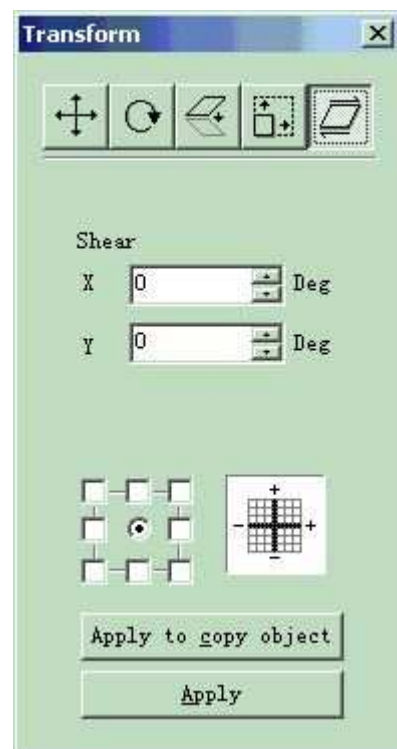 Transform
Shear
X 0 Deg
Y 0 Deg
+
- +
-
Apply to copy object
Apply